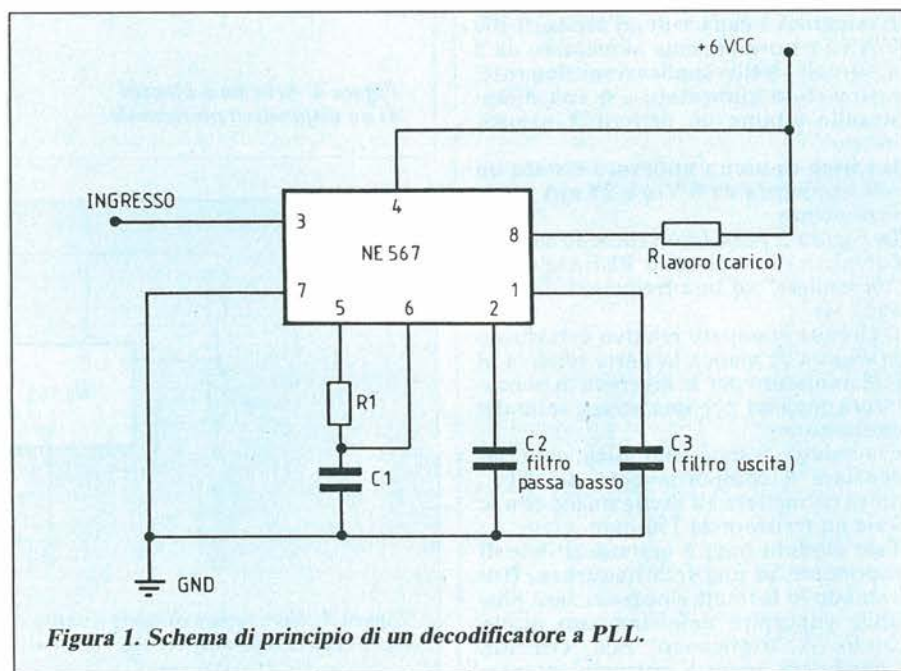 +6 VCC
INGRESSO
4
3
8
NE 567
R lavoro (carico)
7
1
5
6
2
R1
C1
C2
filtro
passa basso
C3
(filtro uscita)
GND
Figura 1. Schema di principio di un decodificatore a PLL.